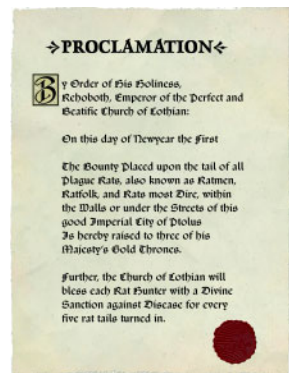 PROCLAMATION
By Order of His Holiness,
Rehoboth, Emperor of the Perfect and
Beatific Church of Lothian:
On this day of Newyear the First
The Bounty Placed upon the tail of all
Plague Rats, also known as Ratmen,
Ratfolk, and Rats most Dire, within
the Walls or under the Streets of this
good Imperial City of Ptolus
Is hereby raised to three of his
Majesty's Gold Thrones.
Further, the Church of Lothian will
bless each Rat Hunter with a Divine
Sanction against Disease for every
five rat tails turned in.